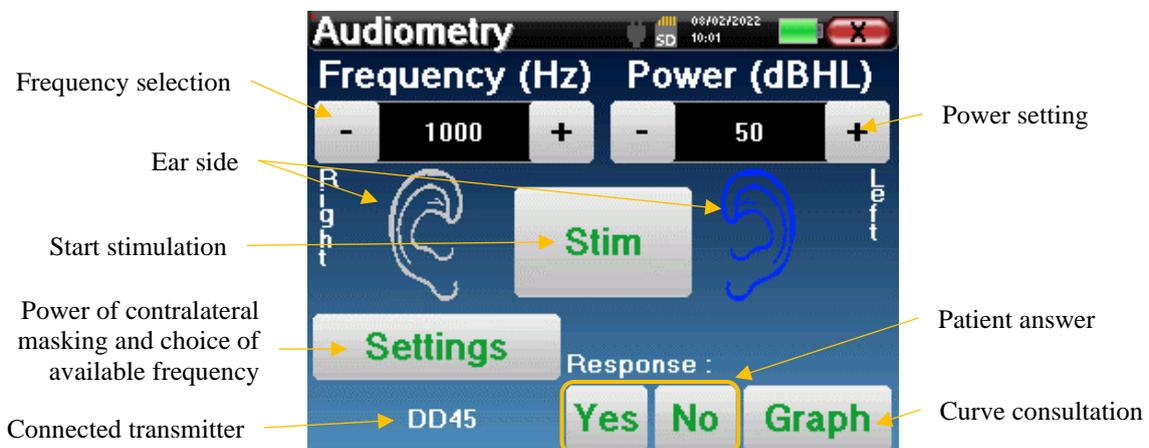 Audiometry
SD
08/02/2022
10:01
X
Frequency (Hz)
Power (dBHL)
- 1000 +
- 50 +
Right
Left
Stim
Settings
Response :
DD45
Yes
No
Graph
Frequency selection
Ear side
Start stimulation
Power of contralateral
masking and choice of
available frequency
Connected transmitter
Power setting
Patient answer
Curve consultation